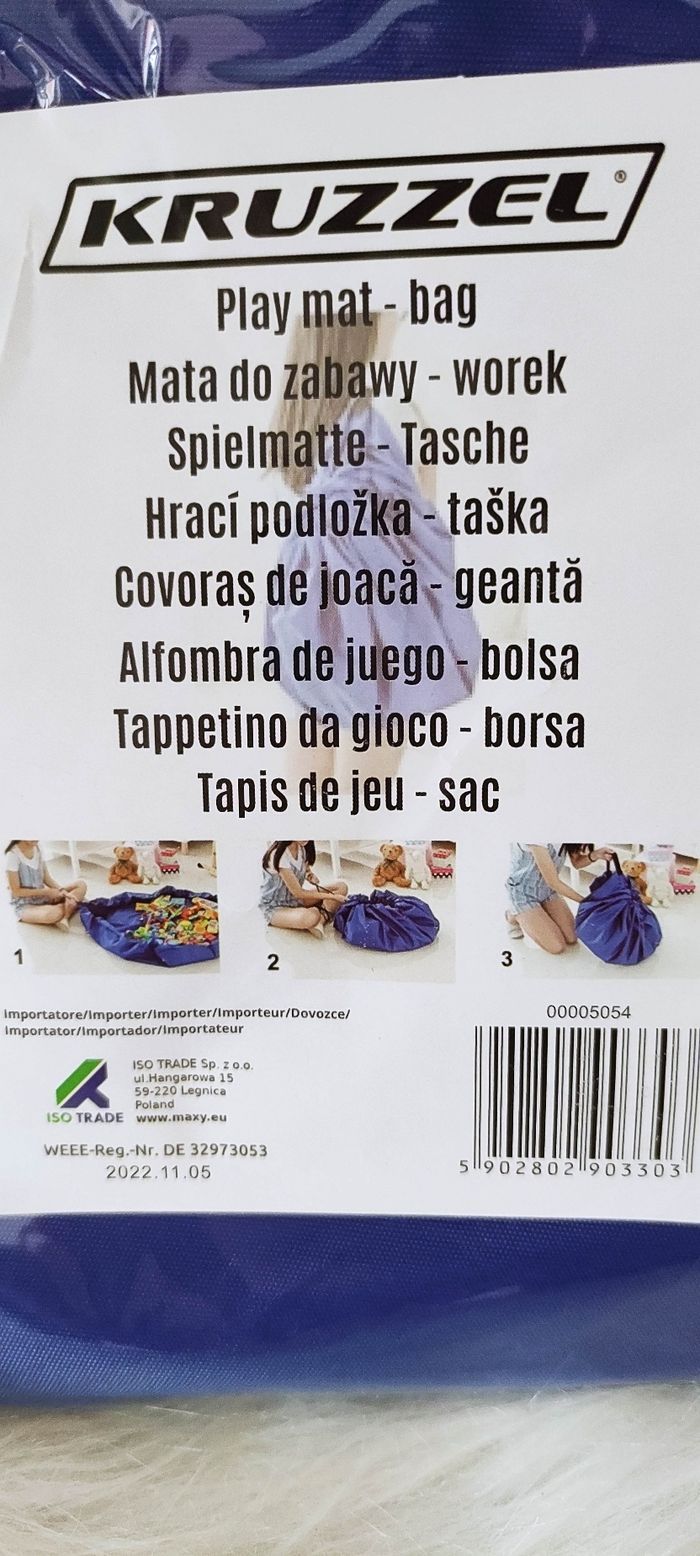 KRUZZEL®
Play mat - bag
Mata do zabawy - worek
Spielmatte - Tasche
Hrací podložka - taška
Covoraș de joacă - geantă
Alfombra de juego - bolsa
Tappetino da gioco - borsa
Tapis de jeu - sac
1
2
3
Importatore/Importer/Importer/Importeur/Dovozce/
Importator/Importador/Importateur
ISO TRADE
ISO TRADE Sp. z o.o.
ul.Hangarowa 15
59-220 Legnica
Poland
www.maxy.eu
WEEE-Reg.-Nr. DE 32973053
2022.11.05
00005054
5 902802 903303